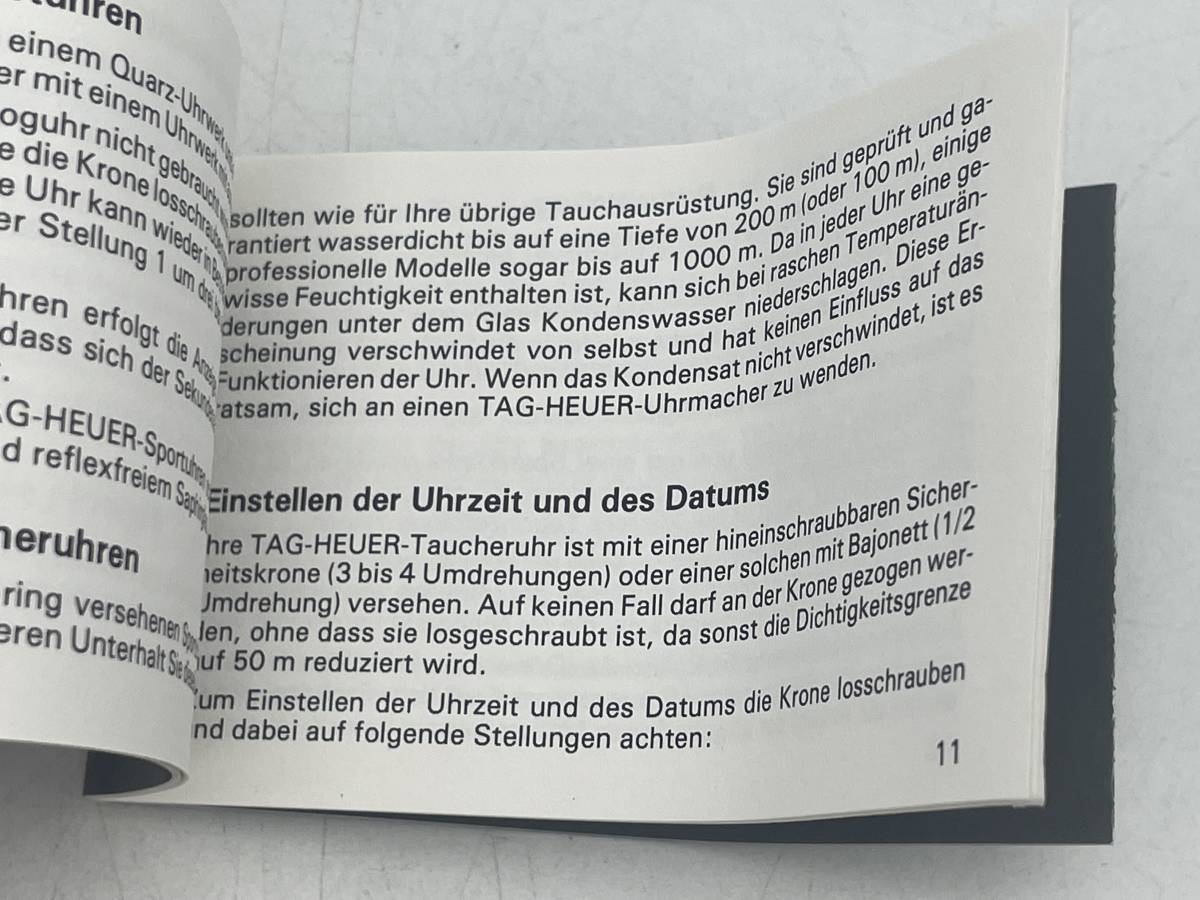 einem Quarz-Uhrwerk
er mit einem Uhrwerk
oguhr nicht gebraucht
e die Krone losschraube
e Uhr kann wieder in
er Stellung 1 um drei
hren erfolgt die
dass sich der
AG-HEUER-Sportuhren
d reflexfreiem
heruhren
ring versehenen
eren Unterhalt Sie
sollten wie für Ihre übrige Tauchausrüstung. Sie sind geprüft und ga-
rantiert wasserdicht bis auf eine Tiefe von 200 m (oder 100 m), einige
professionelle Modelle sogar bis auf 1000 m. Da in jeder Uhr eine ge-
wisse Feuchtigkeit enthalten ist, kann sich bei raschen Temperaturän-
derungen unter dem Glas Kondenswasser niederschlagen. Diese Er-
scheinung verschwindet von selbst und hat keinen Einfluss auf das
Funktionieren der Uhr. Wenn das Kondensat nicht verschwindet, ist es
ratsam, sich an einen TAG-HEUER-Uhrmacher zu wenden.
Einstellen der Uhrzeit und des Datums
hre TAG-HEUER-Taucheruhr ist mit einer hineinschraubbaren Sicher-
heitskrone (3 bis 4 Umdrehungen) oder einer solchen mit Bajonett (1/2
Umdrehung) versehen. Auf keinen Fall darf an der Krone gezogen wer-
den, ohne dass sie losgeschraubt ist, da sonst die Dichtigkeitsgrenze
uf 50 m reduziert wird.
um Einstellen der Uhrzeit und des Datums die Krone losschrauben
nd dabei auf folgende Stellungen achten:
11